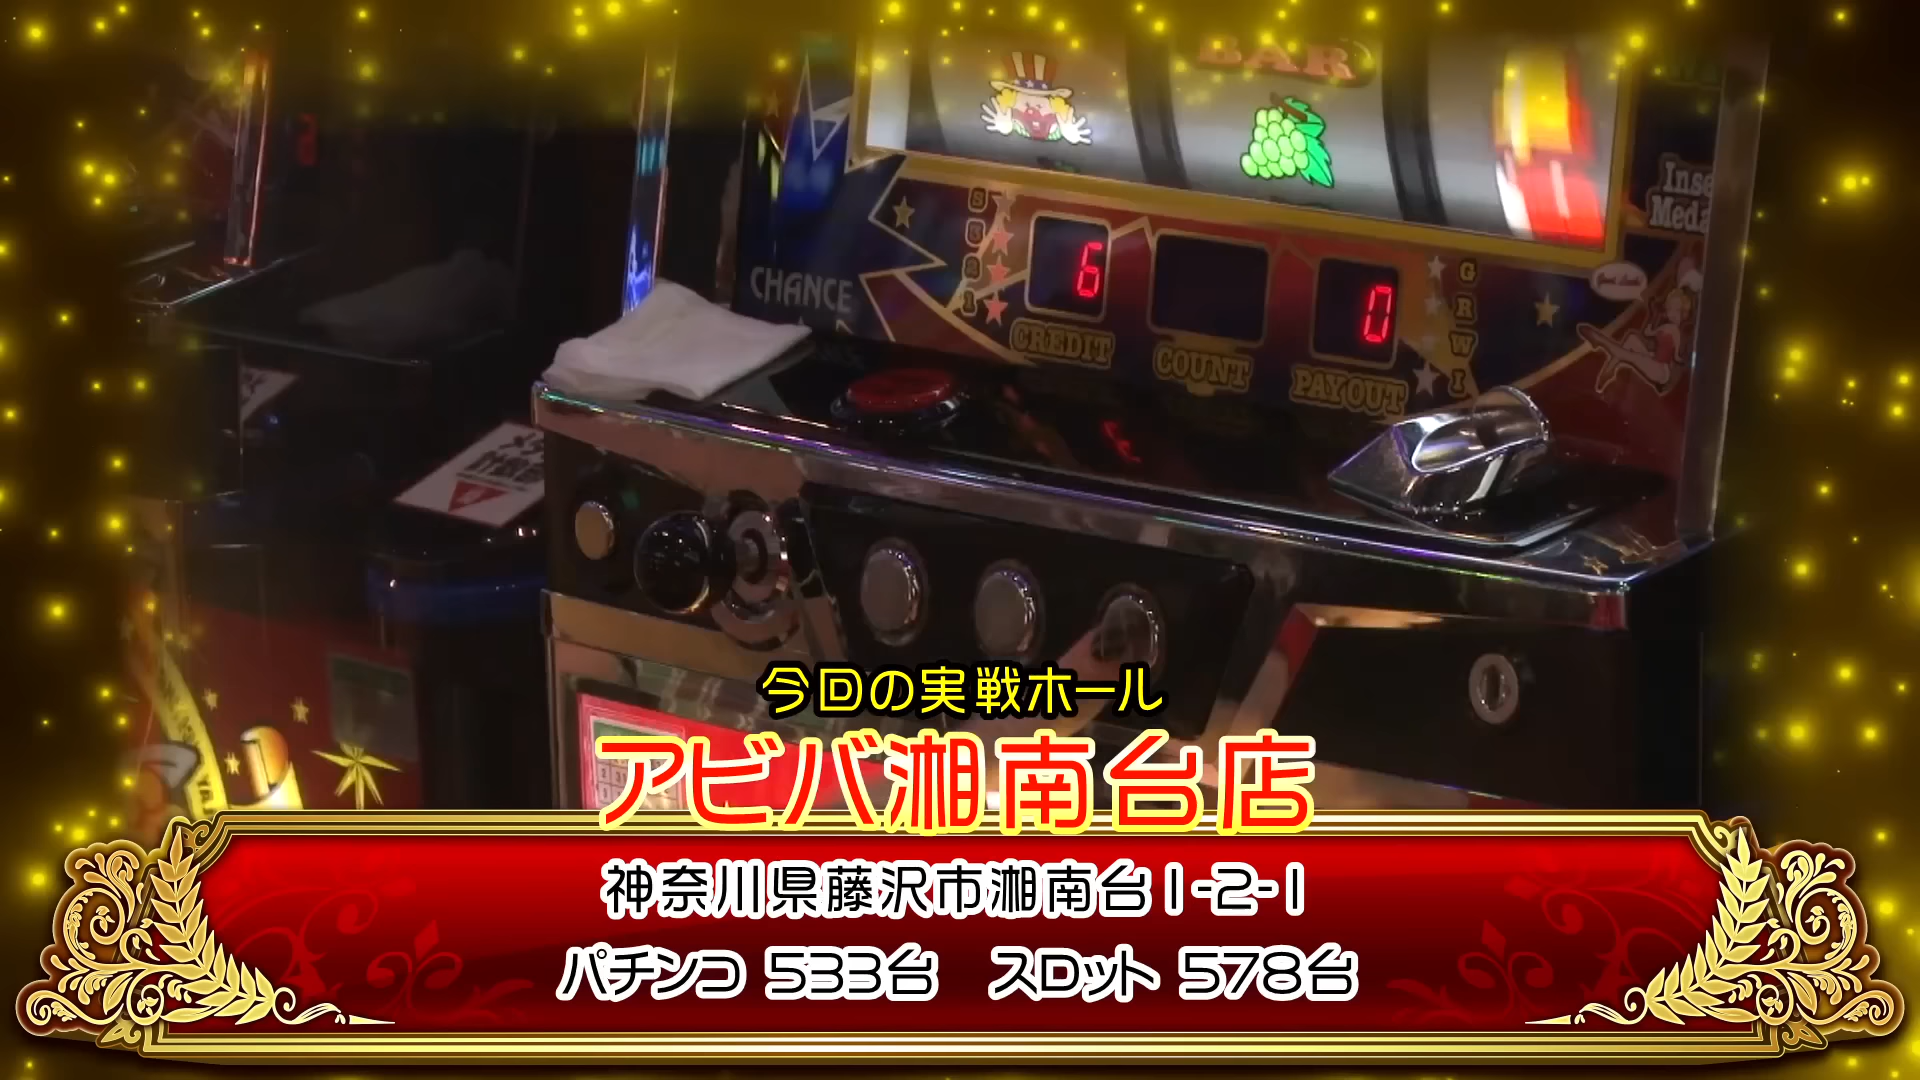 BAR
Inse
Meda
CHANCE
CREDIT
COUNT
PAYOUT
6
0
G
R
W
I
今回の実戦ホール
アビバ湘南台店
神奈川県藤沢市湘南台1-2-1
パチンコ 533台 スロット 578台